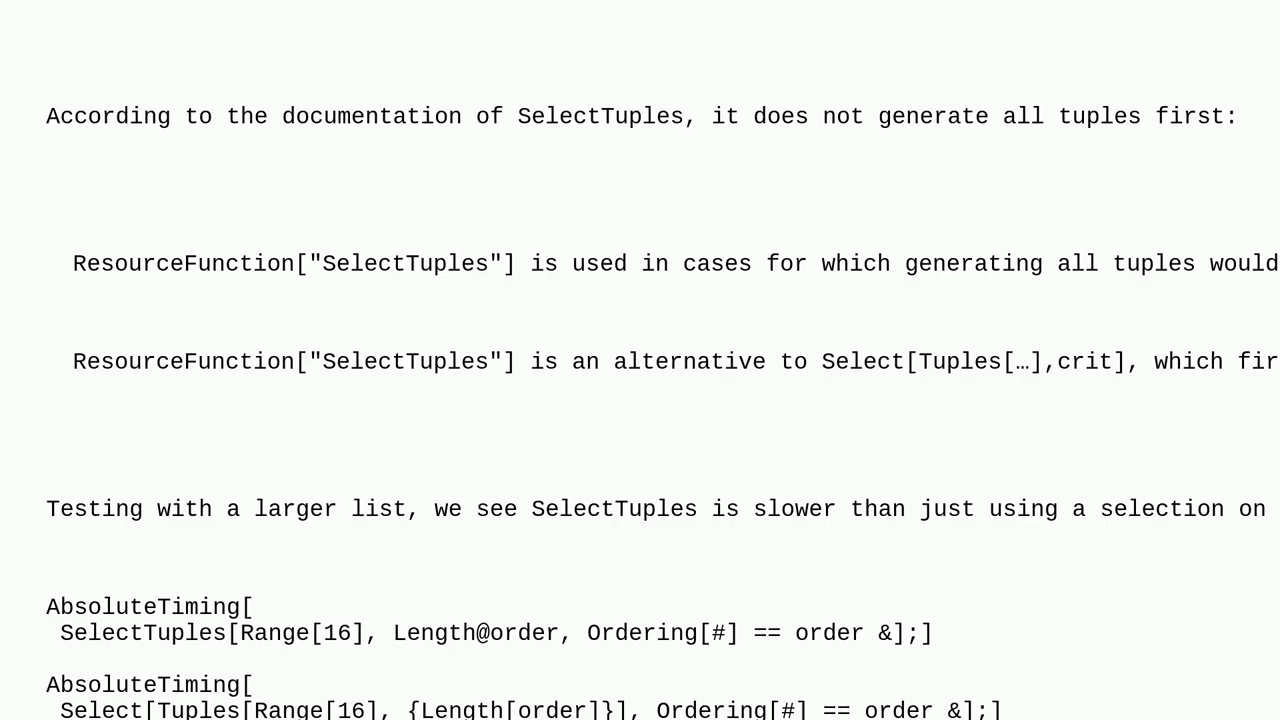 According to the documentation of SelectTuples, it does not generate all tuples first:
ResourceFunction["SelectTuples"] is used in cases for which generating all tuples would
ResourceFunction["SelectTuples"] is an alternative to Select[Tuples[…],crit], which fir
Testing with a larger list, we see SelectTuples is slower than just using a selection on
AbsoluteTiming[
SelectTuples[Range[16], Length@order, Ordering[#] == order &];]
AbsoluteTiming[
Select[Tuples[Range[16], {Length[order]}], Ordering[#] == order &];]